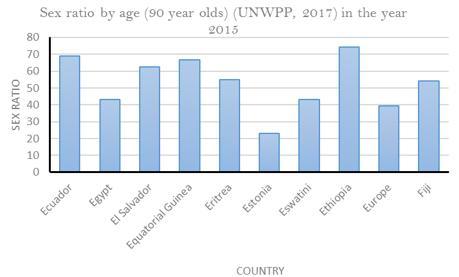 Sex ratio by age (90 year olds) (UNWPP, 2017) in the year
2015
80
70
60
50
40
30
20
10
0
SEX RATIO
Ecuador
Egypt
El Salvador
Equatorial Guinea
Eritrea
Estonia
Eswatini
Ethiopia
Europe
Fiji
COUNTRY